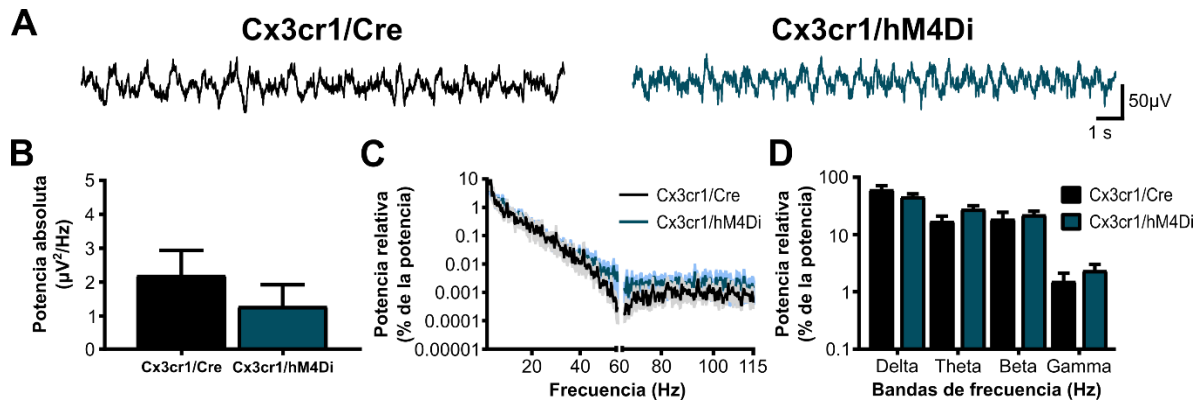 A
Cx3cr1/Cre
Cx3cr1/hM4Di
50µV
1 s
B
Potencia absoluta
(µV²/Hz)
5
4
3
2
1
0
Cx3cr1/Cre
Cx3cr1/hM4Di
C
Potencia relativa
(% de la potencia)
10
1
0.1
0.01
0.001
0.0001
0.00001
Cx3cr1/Cre
Cx3cr1/hM4Di
20
40
60
80
100
115
Frecuencia (Hz)
D
Potencia relativa
(% de la potencia)
100
10
1
0.1
Cx3cr1/Cre
Cx3cr1/hM4Di
Delta
Theta
Beta
Gamma
Bandas de frecuencia (Hz)